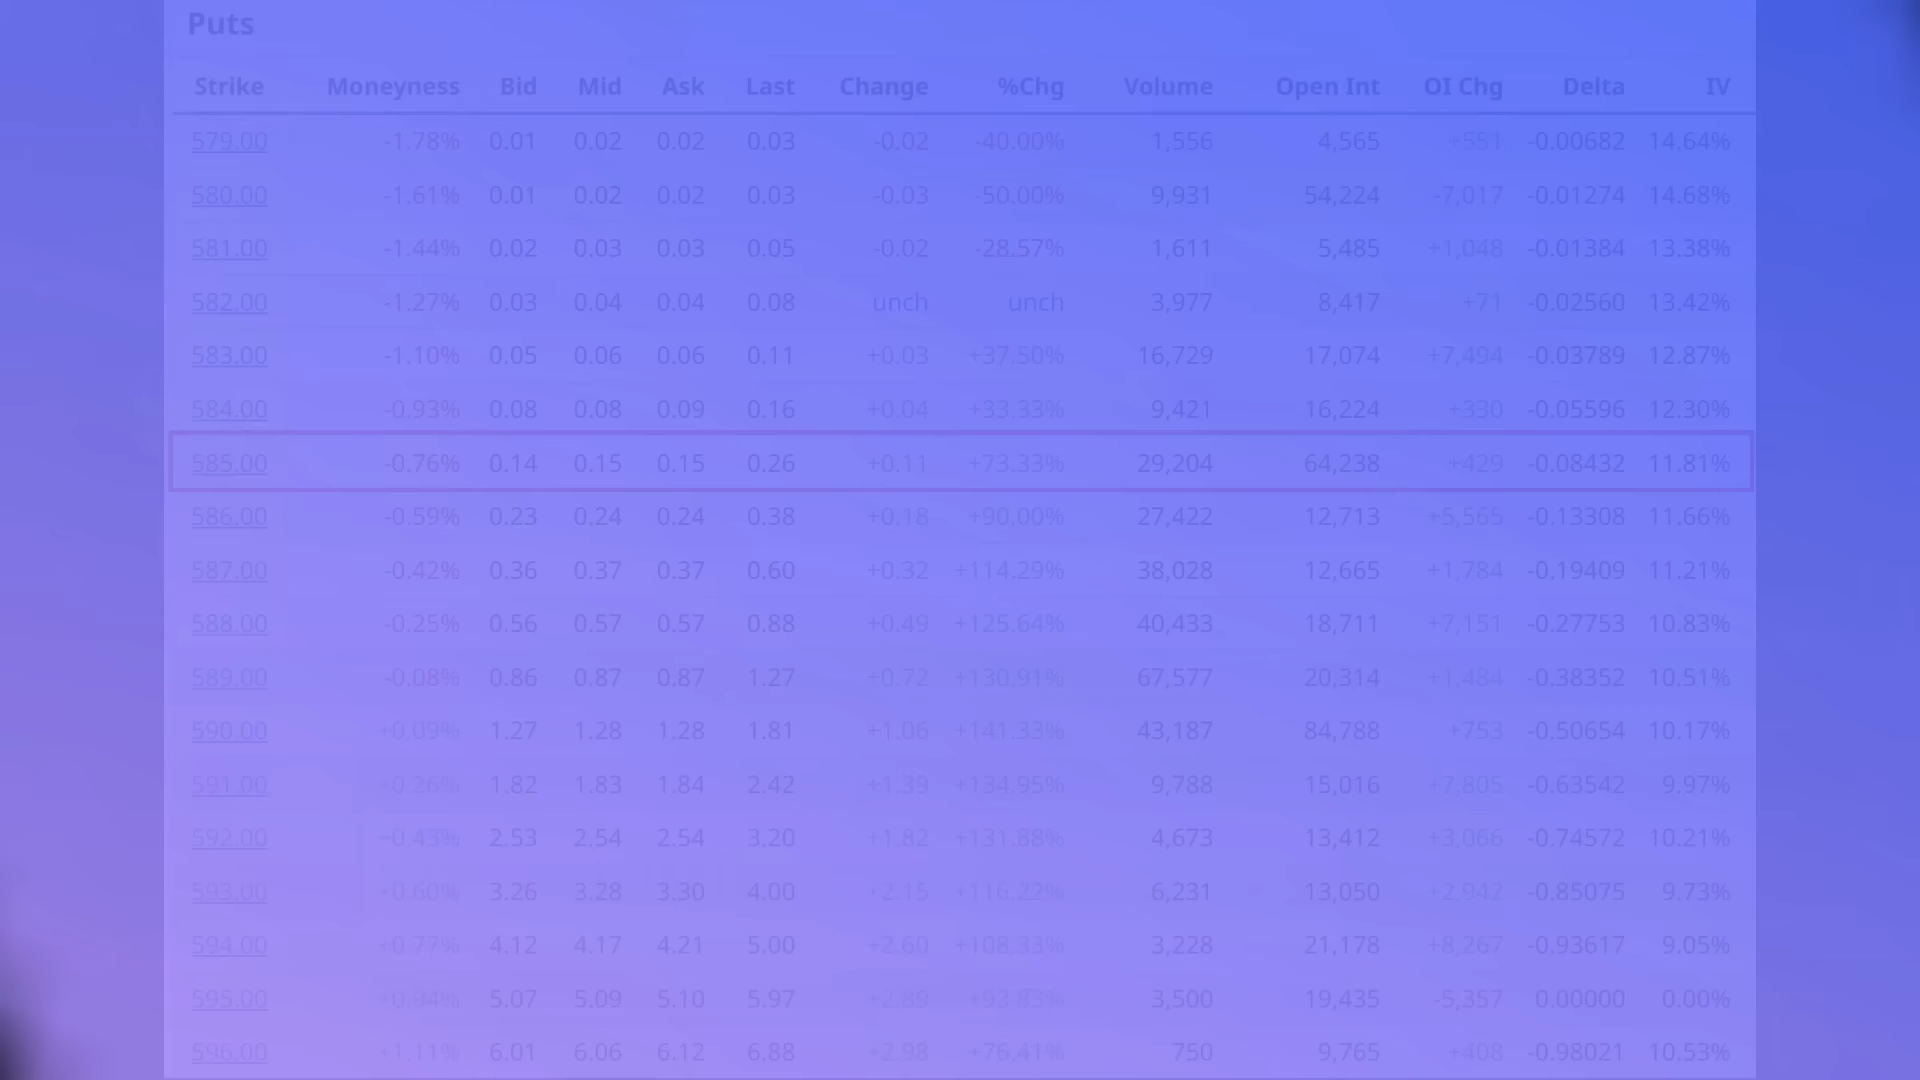 Puts
Strike Moneyness Bid Mid Ask Last Change %Chg Volume Open Int OI Chg Delta IV
579.00 -1.78% 0.01 0.02 0.02 0.03 -0.02 -40.00% 1,556 4,565 +551 -0.00682 14.64%
580.00 -1.61% 0.01 0.02 0.02 0.03 -0.03 -50.00% 9,931 54,224 -7,017 -0.01274 14.68%
581.00 -1.44% 0.02 0.03 0.03 0.05 -0.02 -28.57% 1,611 5,485 +1,048 -0.01384 13.38%
582.00 -1.27% 0.03 0.04 0.04 0.08 unch unch 3,977 8,417 +71 -0.02560 13.42%
583.00 -1.10% 0.05 0.06 0.06 0.11 +0.03 +37.50% 16,729 17,074 +7,494 -0.03789 12.87%
584.00 -0.93% 0.08 0.08 0.09 0.16 +0.04 +33.33% 9,421 16,224 +330 -0.05596 12.30%
585.00 -0.76% 0.14 0.15 0.15 0.26 +0.11 +73.33% 29,204 64,238 +429 -0.08432 11.81%
586.00 -0.59% 0.23 0.24 0.24 0.38 +0.18 +90.00% 27,422 12,713 +5,565 -0.13308 11.66%
587.00 -0.42% 0.36 0.37 0.37 0.60 +0.32 +114.29% 38,028 12,665 +1,784 -0.19409 11.21%
588.00 -0.25% 0.56 0.57 0.57 0.88 +0.49 +125.64% 40,433 18,711 +7,151 -0.27753 10.83%
589.00 -0.08% 0.86 0.87 0.87 1.27 +0.72 +130.91% 67,577 20,314 +1,484 -0.38352 10.51%
590.00 +0.09% 1.27 1.28 1.28 1.81 +1.06 +141.33% 43,187 84,788 +753 -0.50654 10.17%
591.00 +0.26% 1.82 1.83 1.84 2.42 +1.39 +134.95% 9,788 15,016 +7,805 -0.63542 9.97%
592.00 +0.43% 2.53 2.54 2.54 3.20 +1.82 +131.88% 4,673 13,412 +3,066 -0.74572 10.21%
593.00 +0.60% 3.26 3.28 3.30 4.00 +2.15 +116.22% 6,231 13,050 +2,942 -0.85075 9.73%
594.00 +0.77% 4.12 4.17 4.21 5.00 +2.60 +108.33% 3,228 21,178 +8,267 -0.93617 9.05%
595.00 +0.94% 5.07 5.09 5.10 5.97 +2.89 +93.83% 3,500 19,435 -5,357 0.00000 0.00%
596.00 +1.11% 6.01 6.06 6.12 6.88 +2.98 +76.41% 750 9,765 +408 -0.98021 10.53%